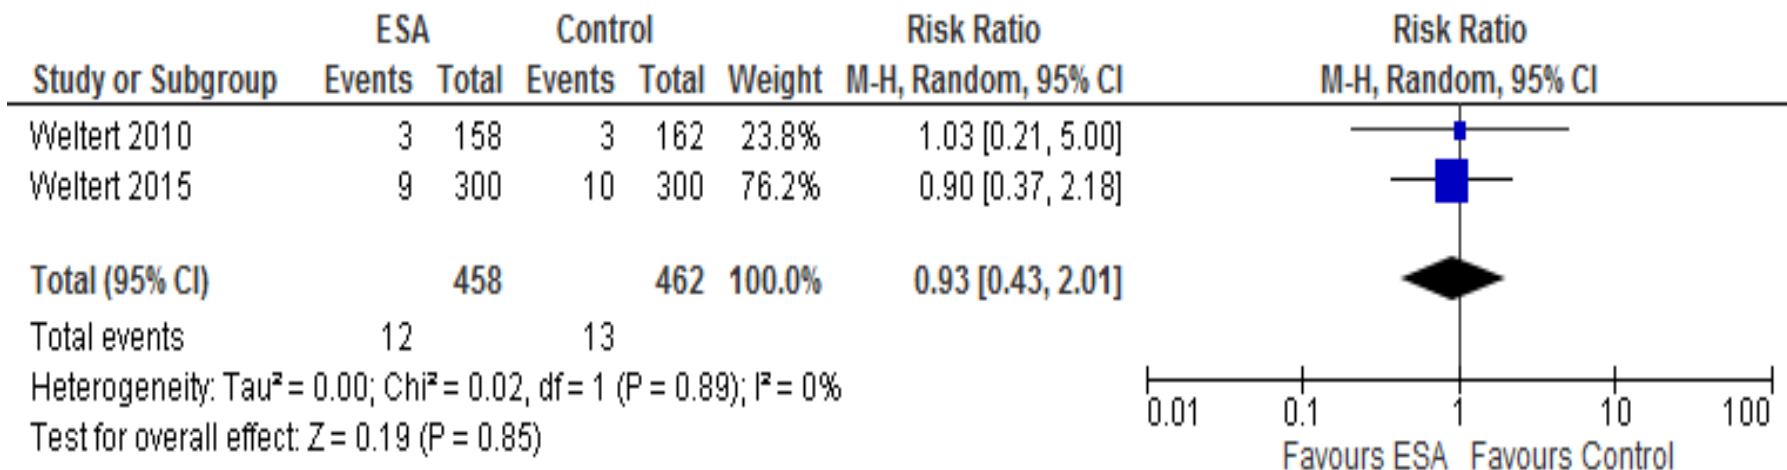 ESA Control Risk Ratio Risk Ratio
Study or Subgroup Events Total Events Total Weight M-H, Random, 95% CI M-H, Random, 95% CI
Weltert 2010 3 158 3 162 23.8% 1.03 [0.21, 5.00]
Weltert 2015 9 300 10 300 76.2% 0.90 [0.37, 2.18]
Total (95% CI) 458 462 100.0% 0.93 [0.43, 2.01]
Total events 12 13
Heterogeneity: Tau² = 0.00; Chi² = 0.02, df = 1 (P = 0.89); I² = 0%
Test for overall effect: Z = 0.19 (P = 0.85)
0.01 0.1 1 10 100
Favours ESA Favours Control